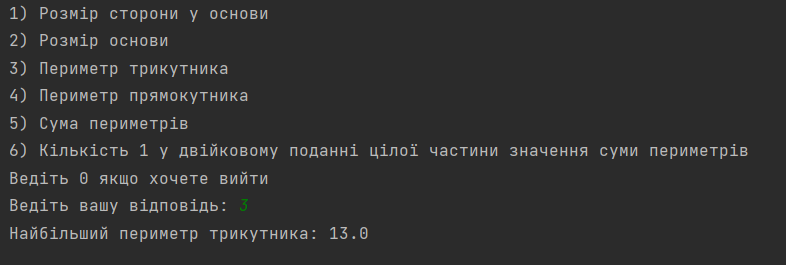 1) Розмір сторони у основи
2) Розмір основи
3) Периметр трикутника
4) Периметр прямокутника
5) Сума периметрів
6) Кількість 1 у двійковому поданні цілої частини значення суми периметрів
Ведіть 0 якщо хочете вийти
Ведіть вашу відповідь: 3
Найбільший периметр трикутника: 13.0